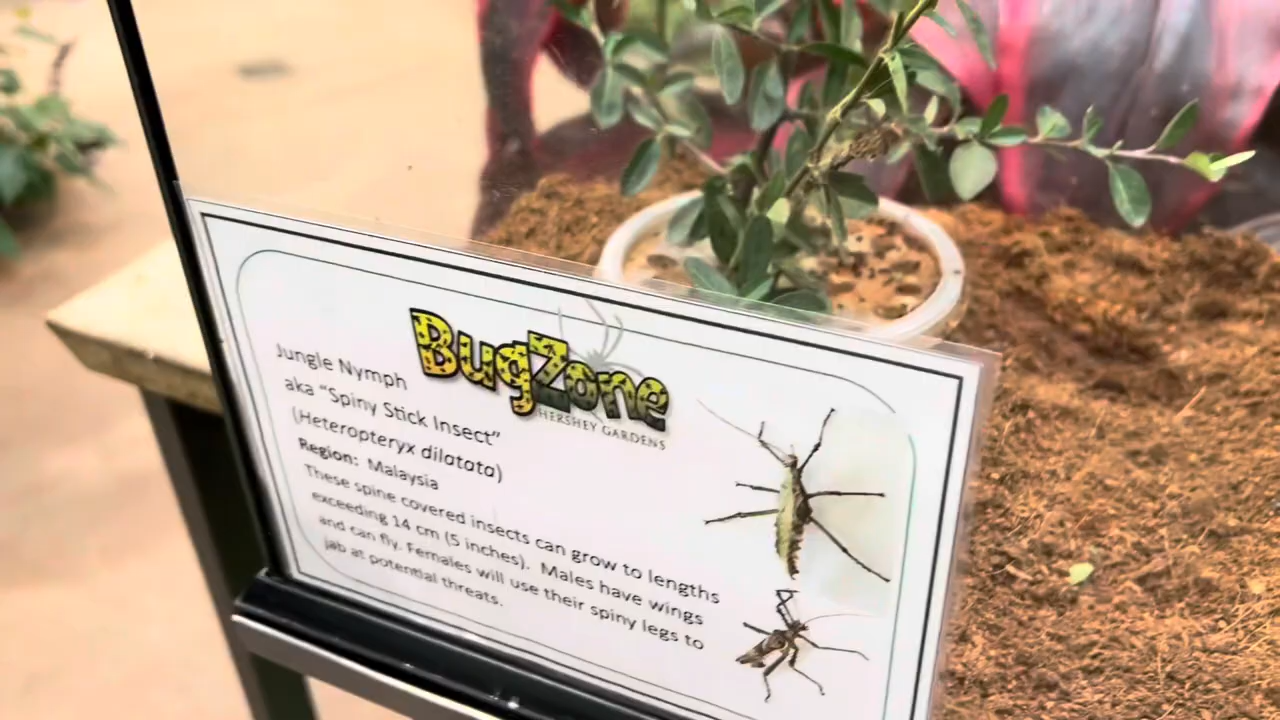 BugZone
HERSHEY GARDENS
Jungle Nymph
aka “Spiny Stick Insect”
(Heteropteryx dilatata)
Region: Malaysia
These spine covered insects can grow to lengths
exceeding 14 cm (5 inches). Males have wings
and can fly. Females will use their spiny legs to
jab at potential threats.